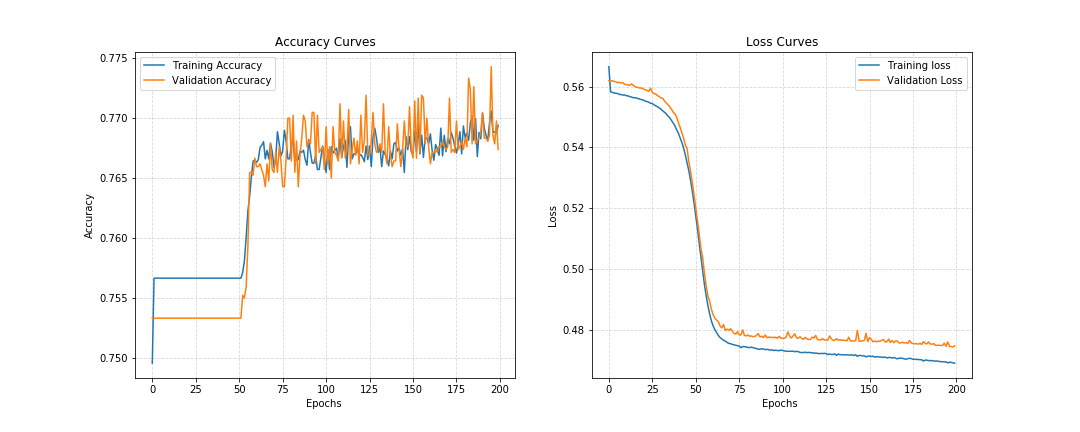 Accuracy Curves
Training Accuracy
Validation Accuracy
Accuracy
0.775
0.770
0.765
0.760
0.755
0.750
0 25 50 75 100 125 150 175 200
Epochs
Loss Curves
Training loss
Validation Loss
Loss
0.56
0.54
0.52
0.50
0.48
0 25 50 75 100 125 150 175 200
Epochs